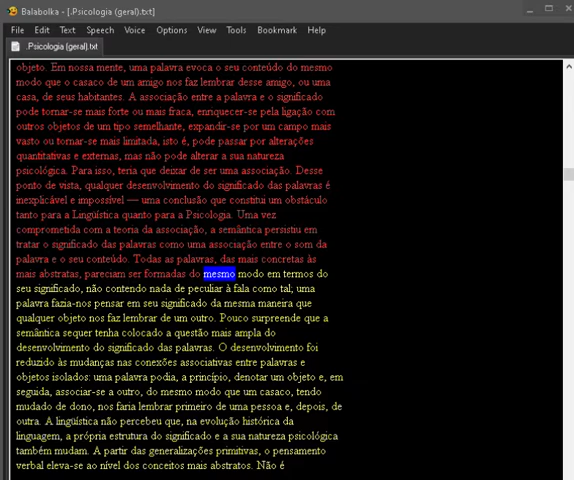 Balabolka - [.Psicologia (geral).txt]
File Edit Text Speech Voice Options View Tools Bookmark Help
.Psicologia (geral).txt
objeto. Em nossa mente, uma palavra evoca o seu conteúdo do mesmo
modo que o casaco de um amigo nos faz lembrar desse amigo, ou uma
casa, de seus habitantes. A associação entre a palavra e o significado
pode tornar-se mais forte ou mais fraca, enriquecer-se pela ligação com
outros objetos de um tipo semelhante, expandir-se por um campo mais
vasto ou tornar-se mais limitada, isto é, pode passar por alterações
quantitativas e externas, mas não pode alterar a sua natureza
psicológica. Para isso, teria que deixar de ser uma associação. Desse
ponto de vista, qualquer desenvolvimento do significado das palavras é
inexplicável e impossível — uma conclusão que constitui um obstáculo
tanto para a Lingüística quanto para a Psicologia. Uma vez
comprometida com a teoria da associação, a semântica persistiu em
tratar o significado das palavras como uma associação entre o som da
palavra e o seu conteúdo. Todas as palavras, das mais concretas às
mais abstratas, pareciam ser formadas do mesmo modo em termos do
seu significado, não contendo nada de peculiar à fala como tal; uma
palavra fazia-nos pensar em seu significado da mesma maneira que
qualquer objeto nos faz lembrar de um outro. Pouco surpreende que a
semântica sequer tenha colocado a questão mais ampla do
desenvolvimento do significado das palavras. O desenvolvimento foi
reduzido às mudanças nas conexões associativas entre palavras e
objetos isolados: uma palavra podia, a princípio, denotar um objeto e, em
seguida, associar-se a outro, do mesmo modo que um casaco, tendo
mudado de dono, nos faria lembrar primeiro de uma pessoa e, depois, de
outra. A lingüística não percebeu que, na evolução histórica da
linguagem, a própria estrutura do significado e a sua natureza psicológica
também mudam. A partir das generalizações primitivas, o pensamento
verbal eleva-se ao nível dos conceitos mais abstratos. Não é